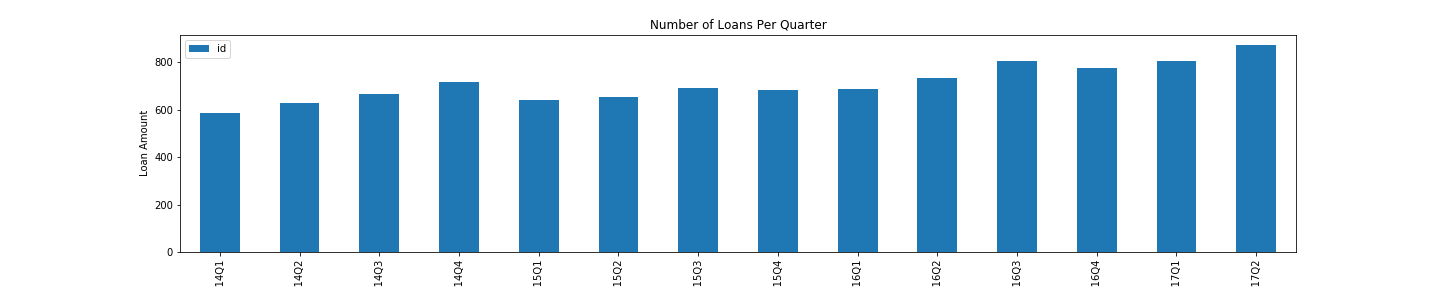 Number of Loans Per Quarter
id
Loan Amount
800
600
400
200
0
14Q1
14Q2
14Q3
14Q4
15Q1
15Q2
15Q3
15Q4
16Q1
16Q2
16Q3
16Q4
17Q1
17Q2